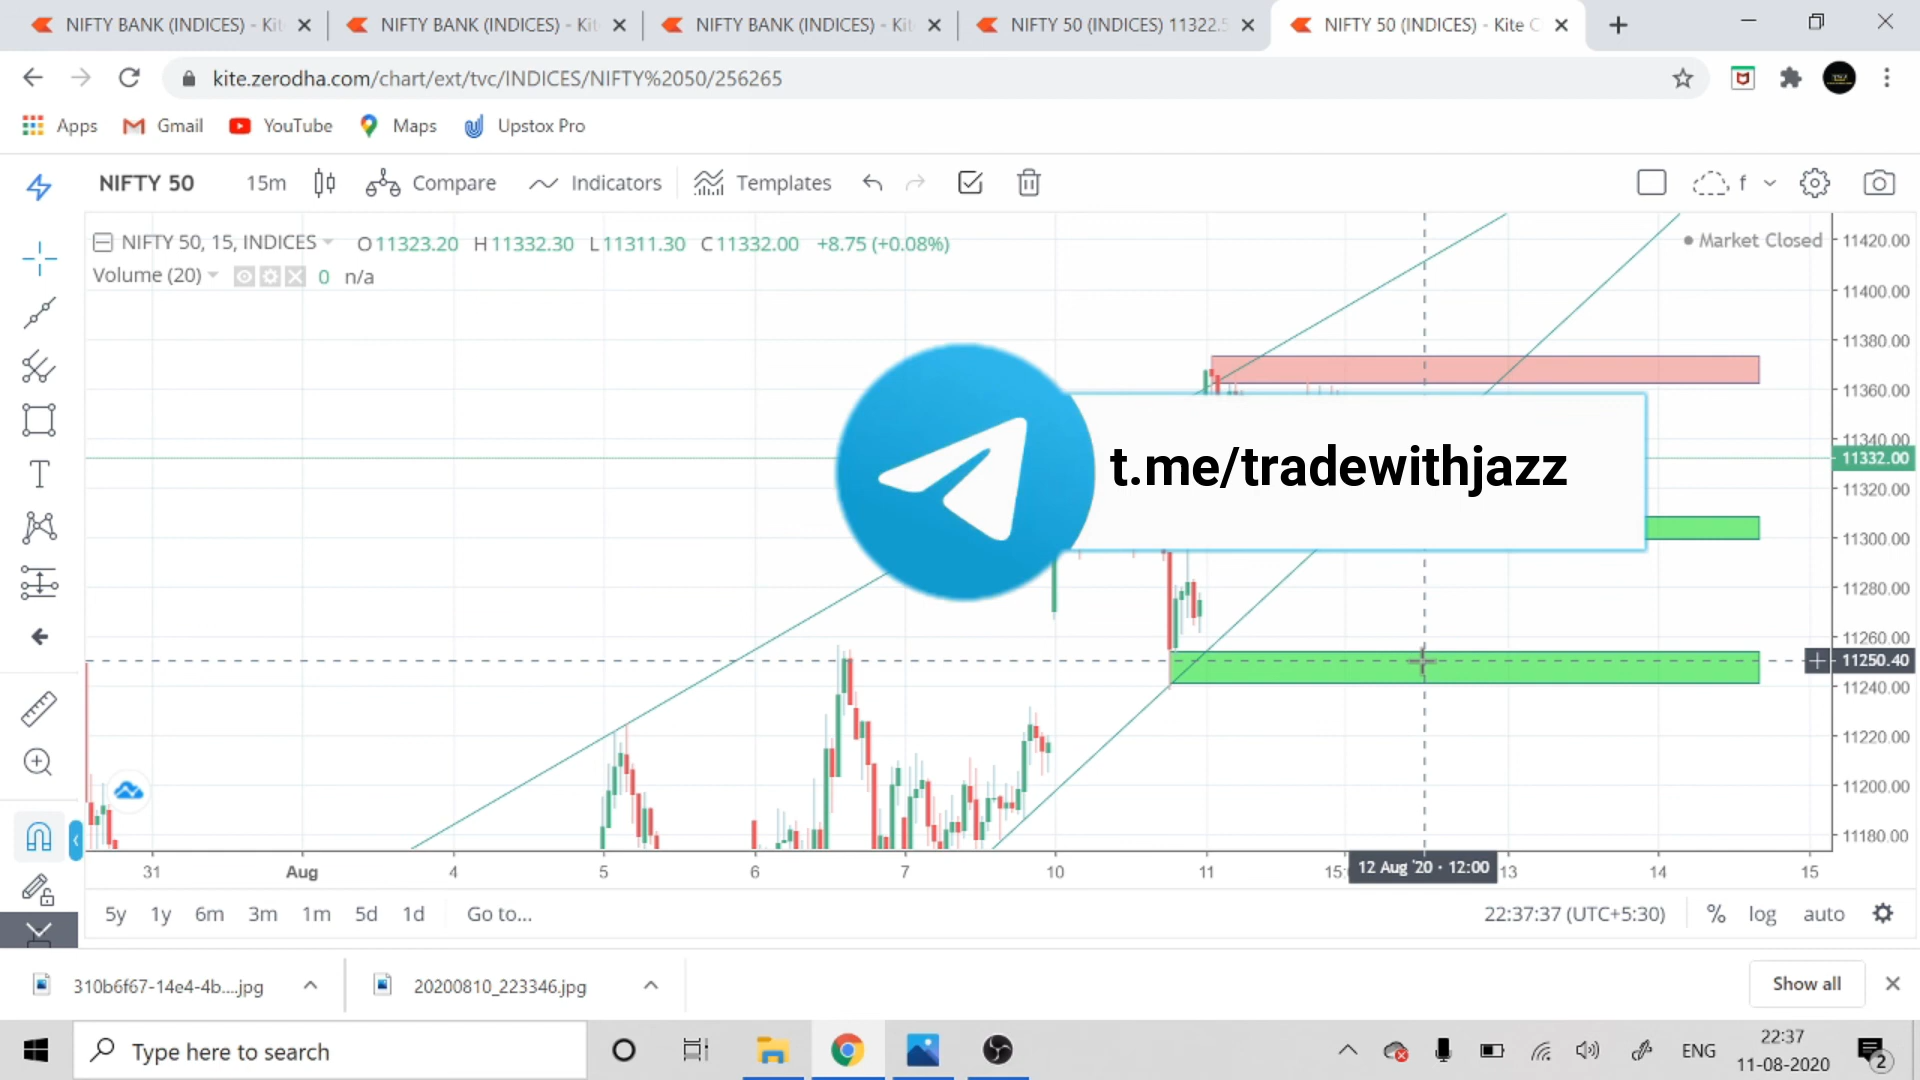 NIFTY BANK (INDICES) - Kit
NIFTY BANK (INDICES) - Kit
NIFTY BANK (INDICES) - Kit
NIFTY 50 (INDICES) 11322.5
NIFTY 50 (INDICES) - Kite C
kite.zerodha.com/chart/ext/tvc/INDICES/NIFTY%2050/256265
Apps Gmail YouTube Maps Upstox Pro
NIFTY 50 15m Compare Indicators Templates f
NIFTY 50, 15, INDICES O11323.20 H11332.30 L11311.30 C11332.00 +8.75 (+0.08%)
Market Closed
Volume (20) 0 n/a
11420.00
11400.00
11380.00
11360.00
11340.00
11332.00
11320.00
11300.00
11280.00
11260.00
11250.40
11240.00
11220.00
11200.00
11180.00
t.me/tradewithjazz
31 Aug 4 5 6 7 10 11 15: 12 Aug '20 · 12:00 13 14 15
5y 1y 6m 3m 1m 5d 1d Go to... 22:37:37 (UTC+5:30) % log auto
310b6f67-14e4-4b....jpg 20200810_223346.jpg Show all
Type here to search ENG 22:37
11-08-2020
2